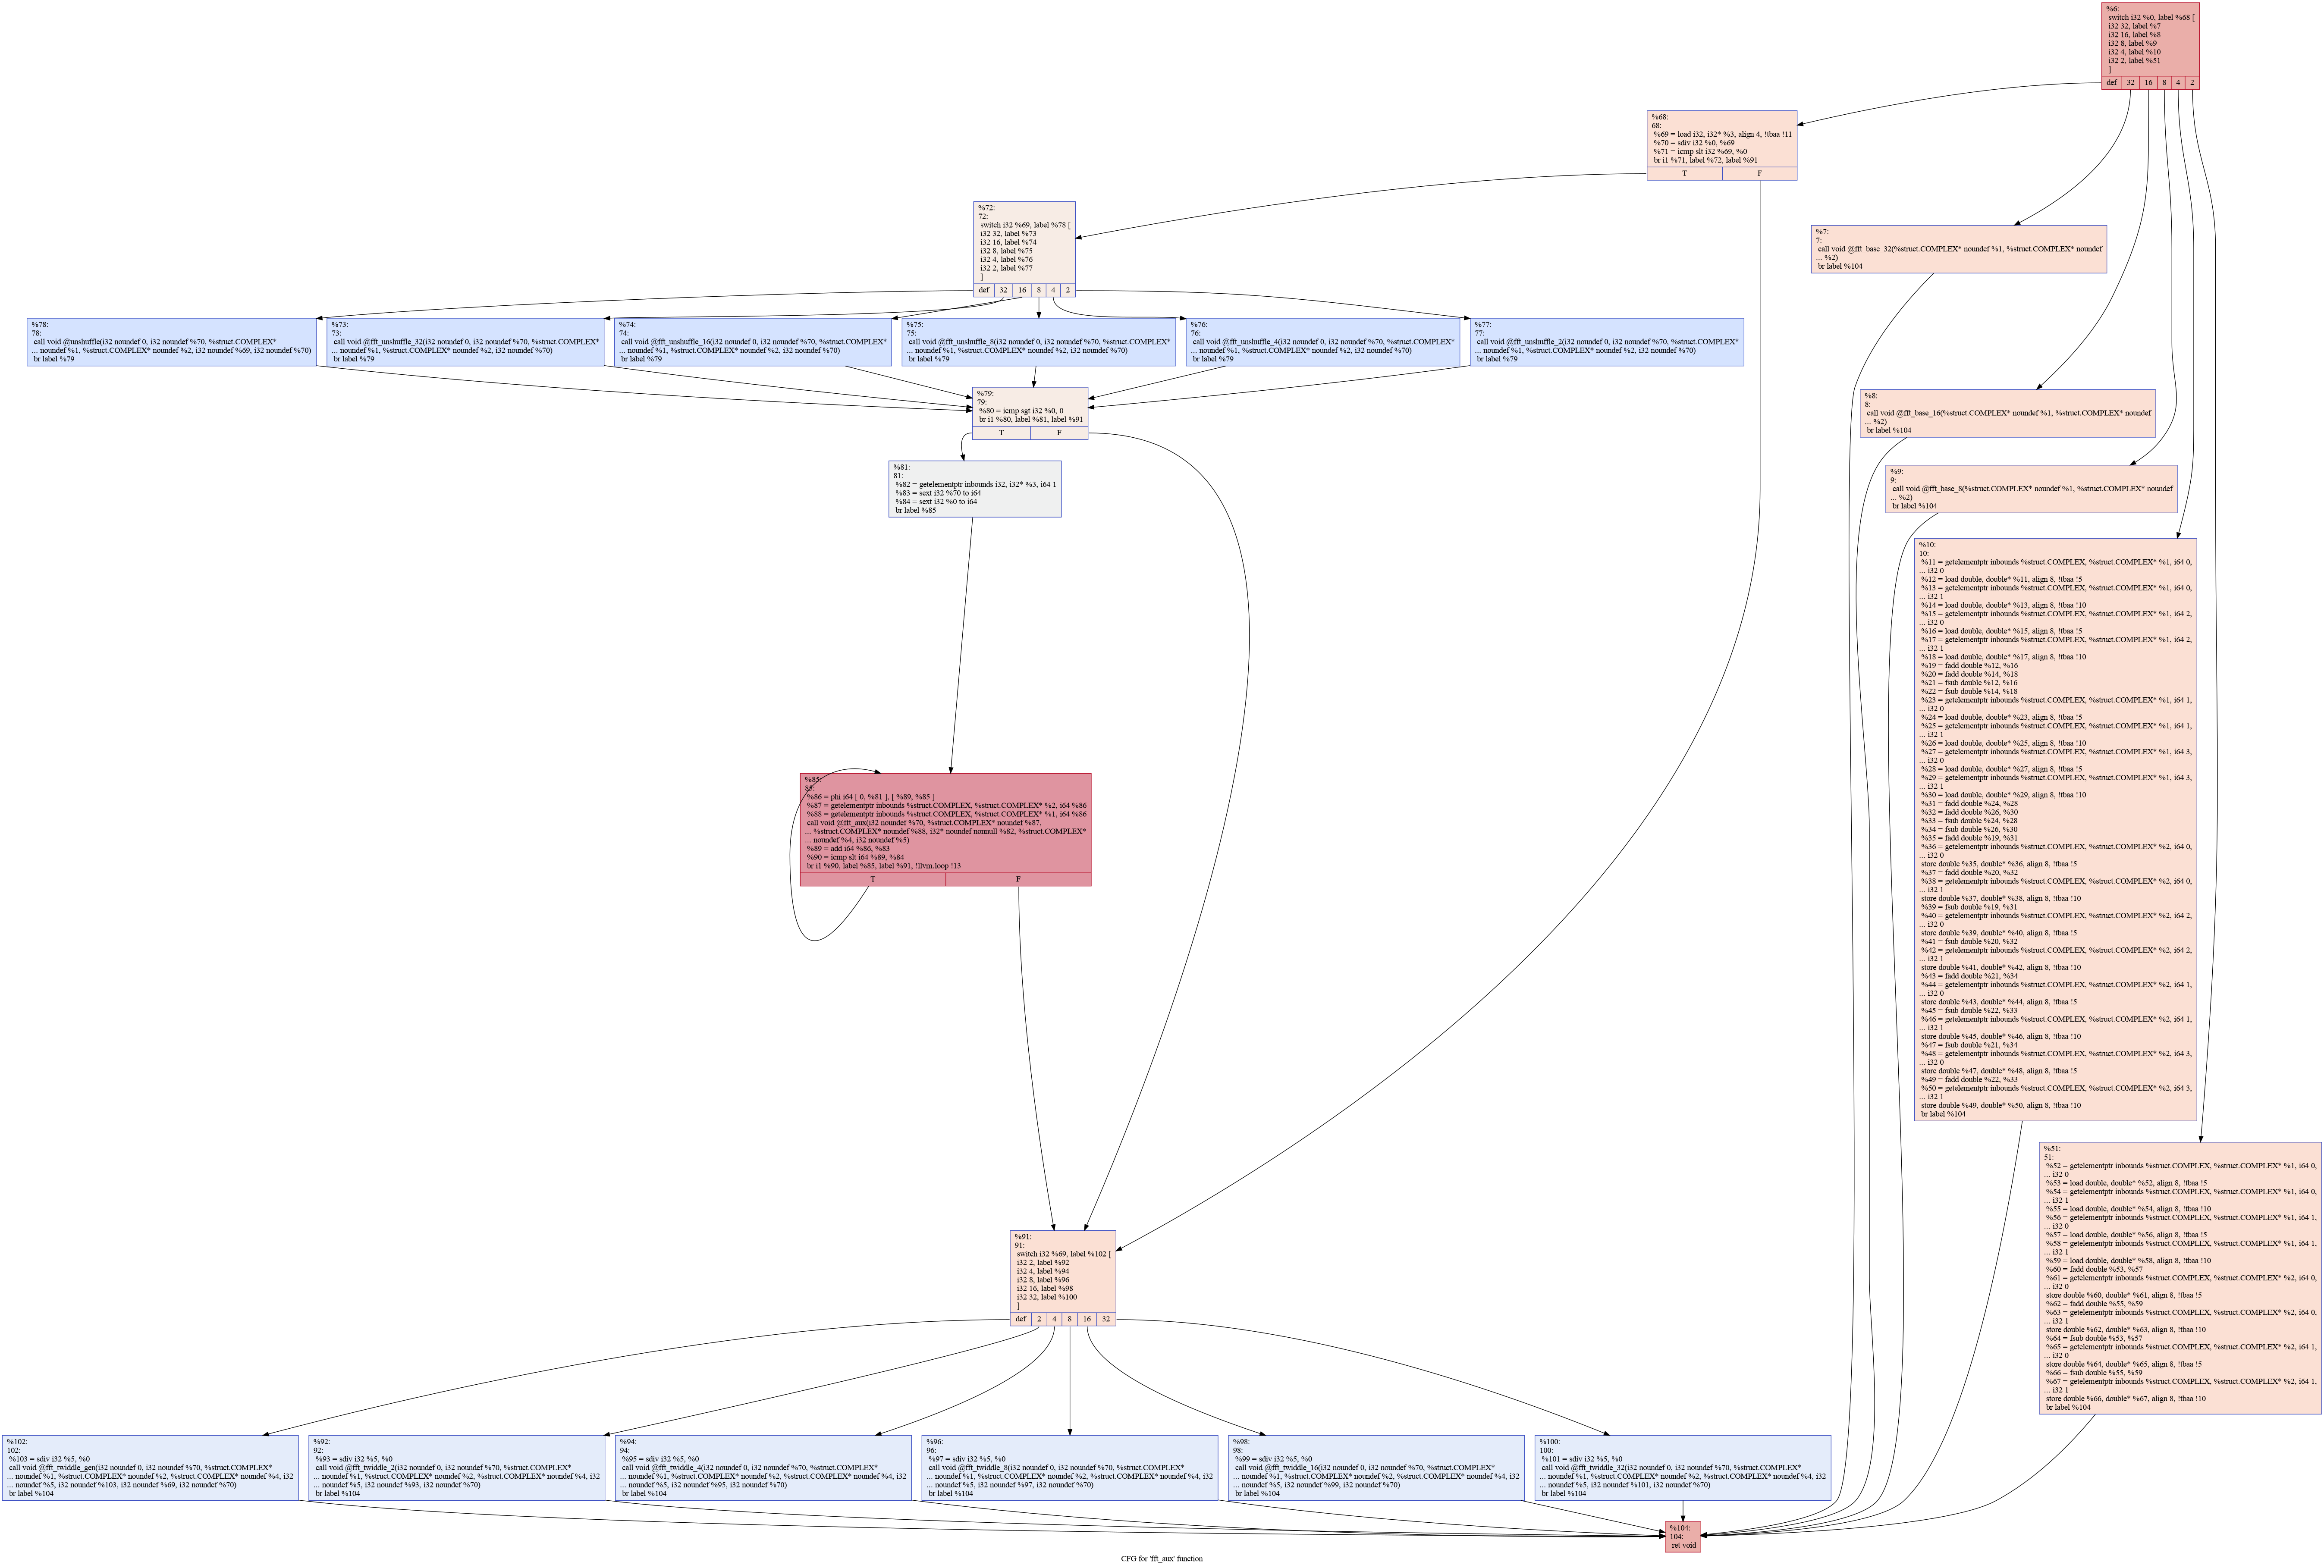 %6:
switch i32 %0, label %68 [
i32 32, label %7
i32 16, label %8
i32 8, label %9
i32 4, label %10
i32 2, label %51
]
def 32 16 8 4 2
%68:
68:
%69 = load i32, i32* %3, align 4, !tbaa !11
%70 = sdiv i32 %0, %69
%71 = icmp slt i32 %69, %0
br i1 %71, label %72, label %91
T F
%72:
72:
switch i32 %69, label %78 [
i32 32, label %73
i32 16, label %74
i32 8, label %75
i32 4, label %76
i32 2, label %77
]
def 32 16 8 4 2
%7:
7:
call void @fft_base_32(%struct.COMPLEX* noundef %1, %struct.COMPLEX* noundef
... %2)
br label %104
%78:
78:
call void @unshuffle(i32 noundef 0, i32 noundef %70, %struct.COMPLEX*
... noundef %1, %struct.COMPLEX* noundef %2, i32 noundef %69, i32 noundef %70)
br label %79
%73:
73:
call void @fft_unshuffle_32(i32 noundef 0, i32 noundef %70, %struct.COMPLEX*
... noundef %1, %struct.COMPLEX* noundef %2, i32 noundef %70)
br label %79
%74:
74:
call void @fft_unshuffle_16(i32 noundef 0, i32 noundef %70, %struct.COMPLEX*
... noundef %1, %struct.COMPLEX* noundef %2, i32 noundef %70)
br label %79
%75:
75:
call void @fft_unshuffle_8(i32 noundef 0, i32 noundef %70, %struct.COMPLEX*
... noundef %1, %struct.COMPLEX* noundef %2, i32 noundef %70)
br label %79
%76:
76:
call void @fft_unshuffle_4(i32 noundef 0, i32 noundef %70, %struct.COMPLEX*
... noundef %1, %struct.COMPLEX* noundef %2, i32 noundef %70)
br label %79
%77:
77:
call void @fft_unshuffle_2(i32 noundef 0, i32 noundef %70, %struct.COMPLEX*
... noundef %1, %struct.COMPLEX* noundef %2, i32 noundef %70)
br label %79
%79:
79:
%80 = icmp sgt i32 %0, 0
br i1 %80, label %81, label %91
T F
%8:
8:
call void @fft_base_16(%struct.COMPLEX* noundef %1, %struct.COMPLEX* noundef
... %2)
br label %104
%81:
81:
%82 = getelementptr inbounds i32, i32* %3, i64 1
%83 = sext i32 %70 to i64
%84 = sext i32 %0 to i64
br label %85
%9:
9:
call void @fft_base_8(%struct.COMPLEX* noundef %1, %struct.COMPLEX* noundef
... %2)
br label %104
%10:
10:
%11 = getelementptr inbounds %struct.COMPLEX, %struct.COMPLEX* %1, i64 0,
... i32 0
%12 = load double, double* %11, align 8, !tbaa !5
%13 = getelementptr inbounds %struct.COMPLEX, %struct.COMPLEX* %1, i64 0,
... i32 1
%14 = load double, double* %13, align 8, !tbaa !10
%15 = getelementptr inbounds %struct.COMPLEX, %struct.COMPLEX* %1, i64 2,
... i32 0
%16 = load double, double* %15, align 8, !tbaa !5
%17 = getelementptr inbounds %struct.COMPLEX, %struct.COMPLEX* %1, i64 2,
... i32 1
%18 = load double, double* %17, align 8, !tbaa !10
%19 = fadd double %12, %16
%20 = fadd double %14, %18
%21 = fsub double %12, %16
%22 = fsub double %14, %18
%23 = getelementptr inbounds %struct.COMPLEX, %struct.COMPLEX* %1, i64 1,
... i32 0
%24 = load double, double* %23, align 8, !tbaa !5
%25 = getelementptr inbounds %struct.COMPLEX, %struct.COMPLEX* %1, i64 1,
... i32 1
%26 = load double, double* %25, align 8, !tbaa !10
%27 = getelementptr inbounds %struct.COMPLEX, %struct.COMPLEX* %1, i64 3,
... i32 0
%28 = load double, double* %27, align 8, !tbaa !5
%29 = getelementptr inbounds %struct.COMPLEX, %struct.COMPLEX* %1, i64 3,
... i32 1
%30 = load double, double* %29, align 8, !tbaa !10
%31 = fadd double %24, %28
%32 = fadd double %26, %30
%33 = fsub double %24, %28
%34 = fsub double %26, %30
%35 = fadd double %19, %31
%36 = getelementptr inbounds %struct.COMPLEX, %struct.COMPLEX* %2, i64 0,
... i32 0
store double %35, double* %36, align 8, !tbaa !5
%37 = fadd double %20, %32
%38 = getelementptr inbounds %struct.COMPLEX, %struct.COMPLEX* %2, i64 0,
... i32 1
store double %37, double* %38, align 8, !tbaa !10
%39 = fsub double %19, %31
%40 = getelementptr inbounds %struct.COMPLEX, %struct.COMPLEX* %2, i64 2,
... i32 0
store double %39, double* %40, align 8, !tbaa !5
%41 = fsub double %20, %32
%42 = getelementptr inbounds %struct.COMPLEX, %struct.COMPLEX* %2, i64 2,
... i32 1
store double %41, double* %42, align 8, !tbaa !10
%43 = fadd double %21, %34
%44 = getelementptr inbounds %struct.COMPLEX, %struct.COMPLEX* %2, i64 1,
... i32 0
store double %43, double* %44, align 8, !tbaa !5
%45 = fsub double %22, %33
%46 = getelementptr inbounds %struct.COMPLEX, %struct.COMPLEX* %2, i64 1,
... i32 1
store double %45, double* %46, align 8, !tbaa !10
%47 = fsub double %21, %34
%48 = getelementptr inbounds %struct.COMPLEX, %struct.COMPLEX* %2, i64 3,
... i32 0
store double %47, double* %48, align 8, !tbaa !5
%49 = fadd double %22, %33
%50 = getelementptr inbounds %struct.COMPLEX, %struct.COMPLEX* %2, i64 3,
... i32 1
store double %49, double* %50, align 8, !tbaa !10
br label %104
%85:
85:
%86 = phi i64 [ 0, %81 ], [ %89, %85 ]
%87 = getelementptr inbounds %struct.COMPLEX, %struct.COMPLEX* %2, i64 %86
%88 = getelementptr inbounds %struct.COMPLEX, %struct.COMPLEX* %1, i64 %86
call void @fft_aux(i32 noundef %70, %struct.COMPLEX* noundef %87,
... %struct.COMPLEX* noundef %88, i32* noundef nonnull %82, %struct.COMPLEX*
... noundef %4, i32 noundef %5)
%89 = add i64 %86, %83
%90 = icmp slt i64 %89, %84
br i1 %90, label %85, label %91, !llvm.loop !13
T F
%51:
51:
%52 = getelementptr inbounds %struct.COMPLEX, %struct.COMPLEX* %1, i64 0,
... i32 0
%53 = load double, double* %52, align 8, !tbaa !5
%54 = getelementptr inbounds %struct.COMPLEX, %struct.COMPLEX* %1, i64 0,
... i32 1
%55 = load double, double* %54, align 8, !tbaa !10
%56 = getelementptr inbounds %struct.COMPLEX, %struct.COMPLEX* %1, i64 1,
... i32 0
%57 = load double, double* %56, align 8, !tbaa !5
%58 = getelementptr inbounds %struct.COMPLEX, %struct.COMPLEX* %1, i64 1,
... i32 1
%59 = load double, double* %58, align 8, !tbaa !10
%60 = fadd double %53, %57
%61 = getelementptr inbounds %struct.COMPLEX, %struct.COMPLEX* %2, i64 0,
... i32 0
store double %60, double* %61, align 8, !tbaa !5
%62 = fadd double %55, %59
%63 = getelementptr inbounds %struct.COMPLEX, %struct.COMPLEX* %2, i64 0,
... i32 1
store double %62, double* %63, align 8, !tbaa !10
%64 = fsub double %53, %57
%65 = getelementptr inbounds %struct.COMPLEX, %struct.COMPLEX* %2, i64 1,
... i32 0
store double %64, double* %65, align 8, !tbaa !5
%66 = fsub double %55, %59
%67 = getelementptr inbounds %struct.COMPLEX, %struct.COMPLEX* %2, i64 1,
... i32 1
store double %66, double* %67, align 8, !tbaa !10
br label %104
%91:
91:
switch i32 %69, label %102 [
i32 2, label %92
i32 4, label %94
i32 8, label %96
i32 16, label %98
i32 32, label %100
]
def 2 4 8 16 32
%102:
102:
%103 = sdiv i32 %5, %0
call void @fft_twiddle_gen(i32 noundef 0, i32 noundef %70, %struct.COMPLEX*
... noundef %1, %struct.COMPLEX* noundef %2, %struct.COMPLEX* noundef %4, i32
... noundef %5, i32 noundef %103, i32 noundef %69, i32 noundef %70)
br label %104
%92:
92:
%93 = sdiv i32 %5, %0
call void @fft_twiddle_2(i32 noundef 0, i32 noundef %70, %struct.COMPLEX*
... noundef %1, %struct.COMPLEX* noundef %2, %struct.COMPLEX* noundef %4, i32
... noundef %5, i32 noundef %93, i32 noundef %70)
br label %104
%94:
94:
%95 = sdiv i32 %5, %0
call void @fft_twiddle_4(i32 noundef 0, i32 noundef %70, %struct.COMPLEX*
... noundef %1, %struct.COMPLEX* noundef %2, %struct.COMPLEX* noundef %4, i32
... noundef %5, i32 noundef %95, i32 noundef %70)
br label %104
%96:
96:
%97 = sdiv i32 %5, %0
call void @fft_twiddle_8(i32 noundef 0, i32 noundef %70, %struct.COMPLEX*
... noundef %1, %struct.COMPLEX* noundef %2, %struct.COMPLEX* noundef %4, i32
... noundef %5, i32 noundef %97, i32 noundef %70)
br label %104
%98:
98:
%99 = sdiv i32 %5, %0
call void @fft_twiddle_16(i32 noundef 0, i32 noundef %70, %struct.COMPLEX*
... noundef %1, %struct.COMPLEX* noundef %2, %struct.COMPLEX* noundef %4, i32
... noundef %5, i32 noundef %99, i32 noundef %70)
br label %104
%100:
100:
%101 = sdiv i32 %5, %0
call void @fft_twiddle_32(i32 noundef 0, i32 noundef %70, %struct.COMPLEX*
... noundef %1, %struct.COMPLEX* noundef %2, %struct.COMPLEX* noundef %4, i32
... noundef %5, i32 noundef %101, i32 noundef %70)
br label %104
%104:
104:
ret void
CFG for 'fft_aux' function